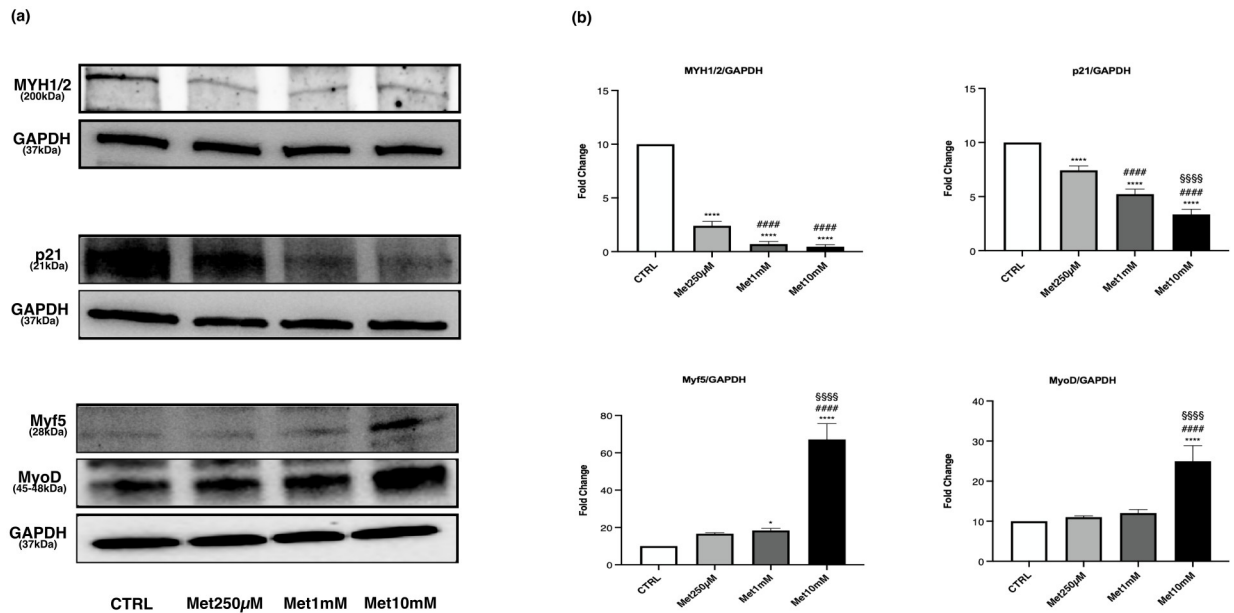 (a)
MYH1/2
(200kDa)
GAPDH
(37kDa)
p21
(21kDa)
GAPDH
(37kDa)
Myf5
(28kDa)
MyoD
(45-48kDa)
GAPDH
(37kDa)
CTRL Met250µM Met1mM Met10mM
(b)
MYH1/2/GAPDH
Fold Change
15
10
5
0
****
####
****
####
****
CTRL
Met250µM
Met1mM
Met10mM
p21/GAPDH
Fold Change
15
10
5
0
****
####
****
§§§§
####
****
CTRL
Met250µM
Met1mM
Met10mM
Myf5/GAPDH
Fold Change
80
60
40
20
0
*
§§§§
####
****
CTRL
Met250µM
Met1mM
Met10mM
MyoD/GAPDH
Fold Change
40
30
20
10
0
§§§§
####
****
CTRL
Met250µM
Met1mM
Met10mM